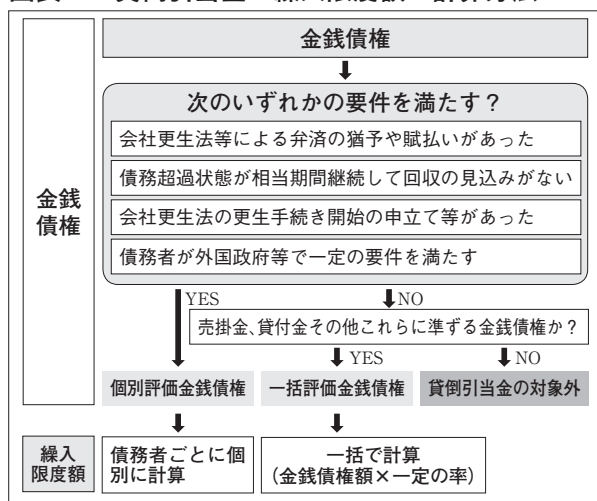 金銭債権
金銭
債権
次のいずれかの要件を満たす？
会社更生法等による弁済の猶予や賦払いがあった
債務超過状態が相当期間継続して回収の見込みがない
会社更生法の更生手続き開始の申立て等があった
債務者が外国政府等で一定の要件を満たす
YES
NO
売掛金、貸付金その他これらに準ずる金銭債権か？
YES
NO
個別評価金銭債権
一括評価金銭債権
貸倒引当金の対象外
繰入
限度額
債務者ごとに個
別に計算
一括で計算
（金銭債権額×一定の率）